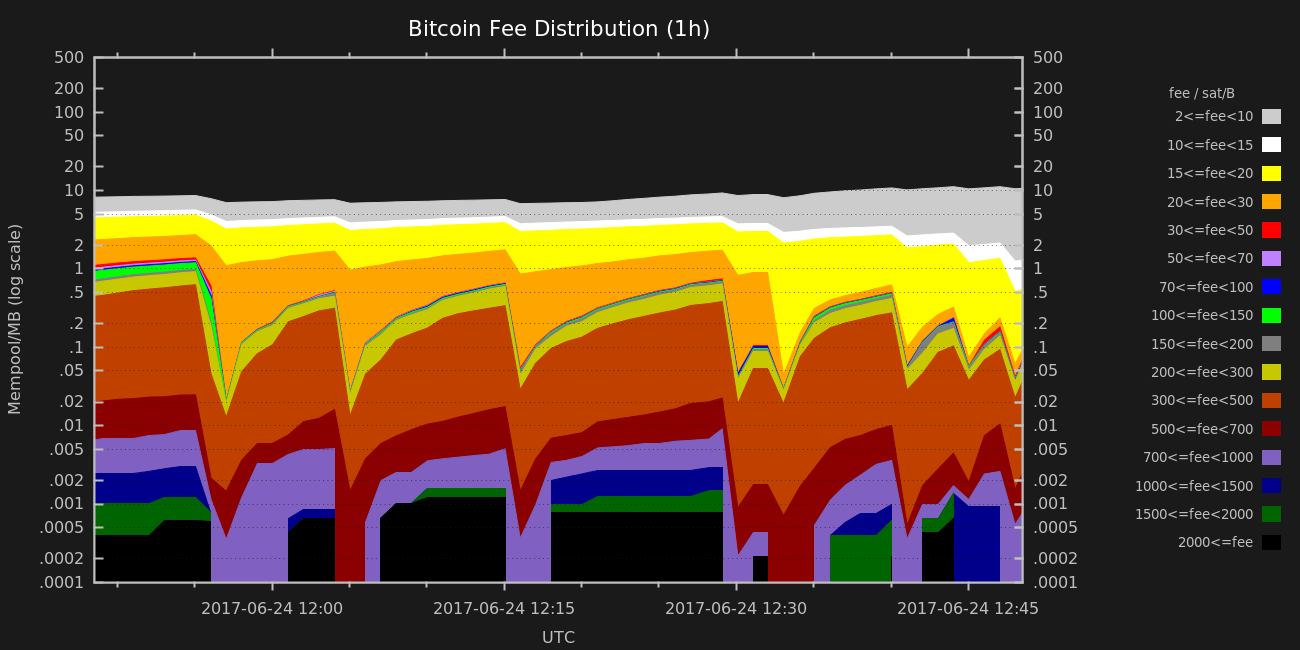 Bitcoin Fee Distribution (1h)
500
200
100
50
20
10
5
2
1
.5
.2
.1
.05
.02
.01
.005
.002
.001
.0005
.0002
.0001
Mempool/MB (log scale)
500
200
100
50
20
10
5
2
1
.5
.2
.1
.05
.02
.01
.005
.002
.001
.0005
.0002
.0001
2017-06-24 12:00 2017-06-24 12:15 2017-06-24 12:30 2017-06-24 12:45
UTC
fee / sat/B
2<=fee<10
10<=fee<15
15<=fee<20
20<=fee<30
30<=fee<50
50<=fee<70
70<=fee<100
100<=fee<150
150<=fee<200
200<=fee<300
300<=fee<500
500<=fee<700
700<=fee<1000
1000<=fee<1500
1500<=fee<2000
2000<=fee